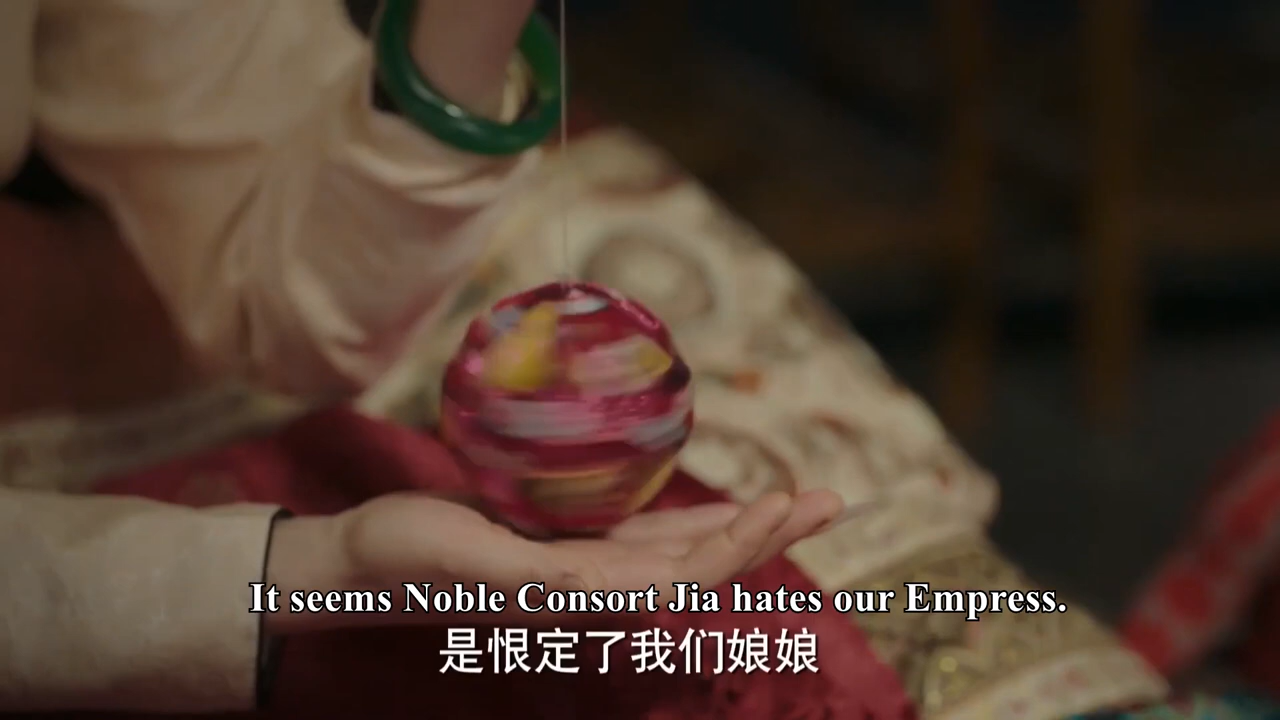 It seems Noble Consort Jia hates our Empress.
是恨定了我们娘娘